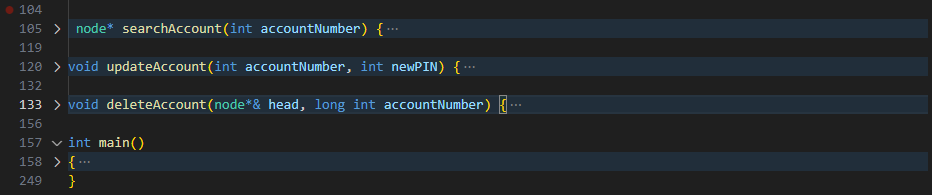 104
105 > node* searchAccount(int accountNumber) {···
119
120 > void updateAccount(int accountNumber, int newPIN) {···
132
133 > void deleteAccount(node*& head, long int accountNumber) {···
156
157 int main()
158 > {···
249 }